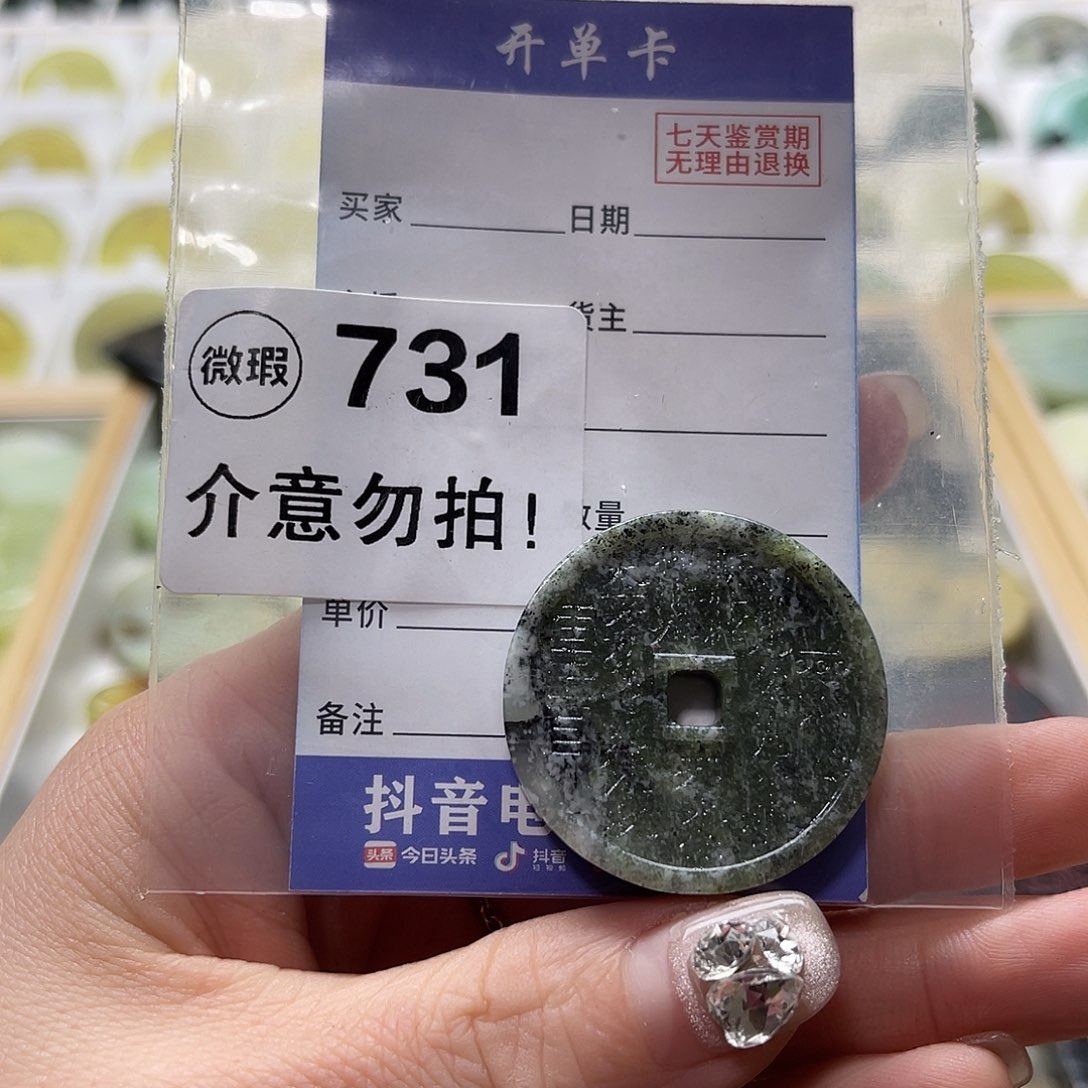 开单卡
七天鉴赏期
无理由退换
买家 日期
货主
微瑕 731
介意勿拍!
数量
单价
备注
抖音电
头条 今日头条 抖音